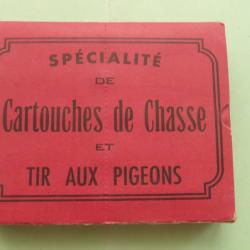 SPÉCIALITÉ
DE
Cartouches de Chasse
ET
TIR AUX PIGEONS